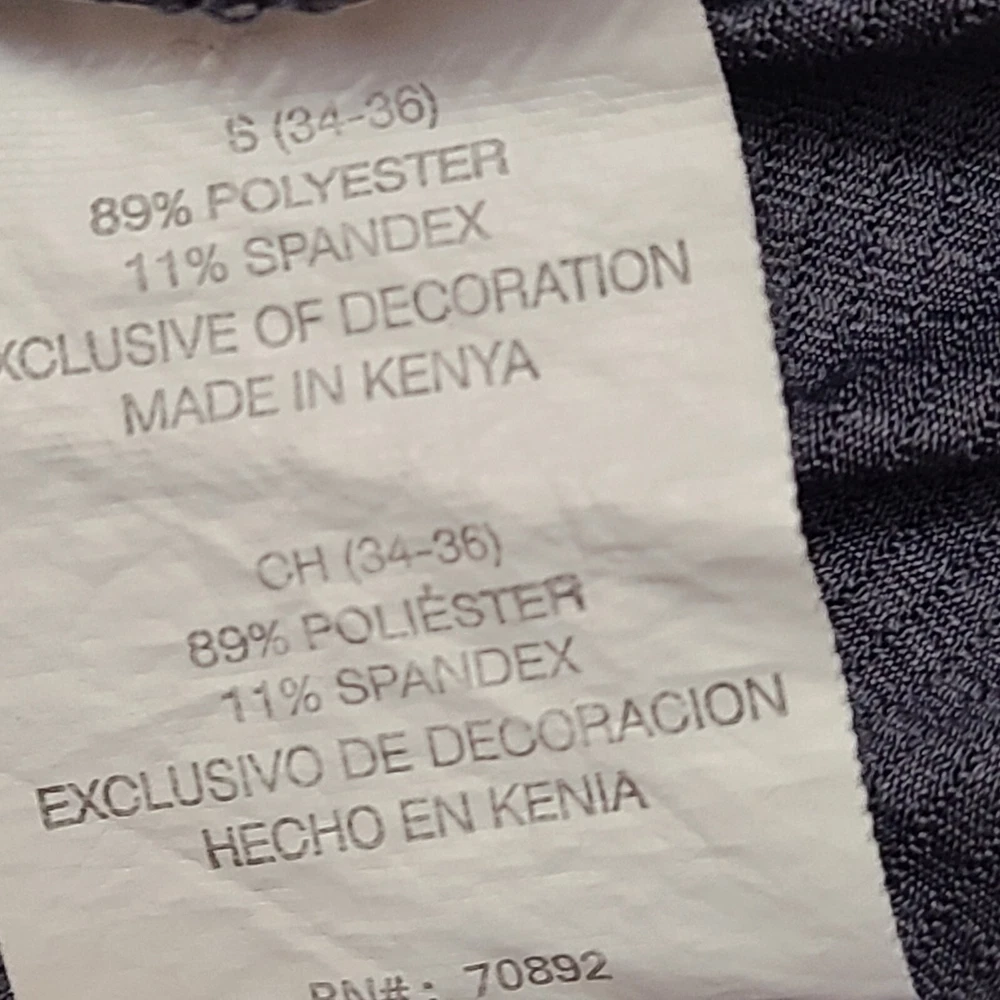 S (34-36)
89% POLYESTER
11% SPANDEX
XCLUSIVE OF DECORATION
MADE IN KENYA
CH (34-36)
89% POLIÉSTER
11% SPANDEX
EXCLUSIVO DE DECORACION
HECHO EN KENIA
RN#: 70892